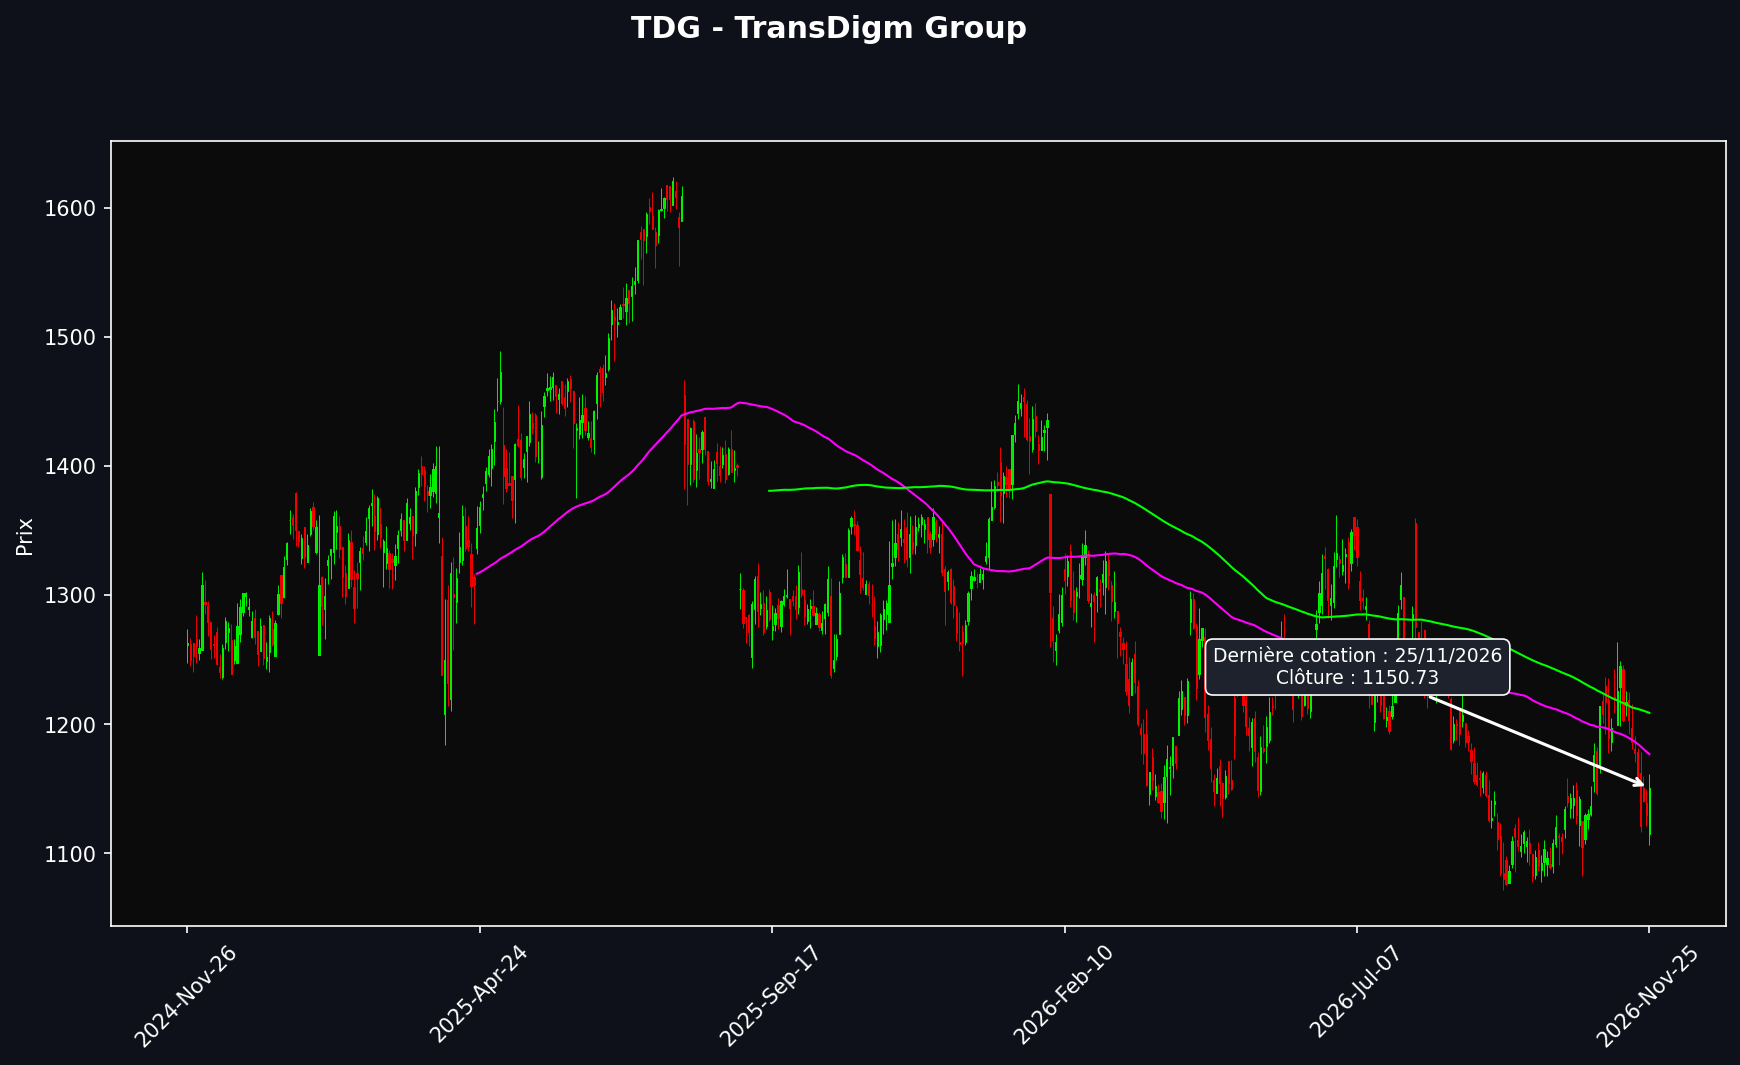 TDG - TransDigm Group
Prix
1600
1500
1400
1300
1200
1100
Dernière cotation : 25/11/2026
Clôture : 1150.73
2024-Nov-26
2025-Apr-24
2025-Sep-17
2026-Feb-10
2026-Jul-07
2026-Nov-25